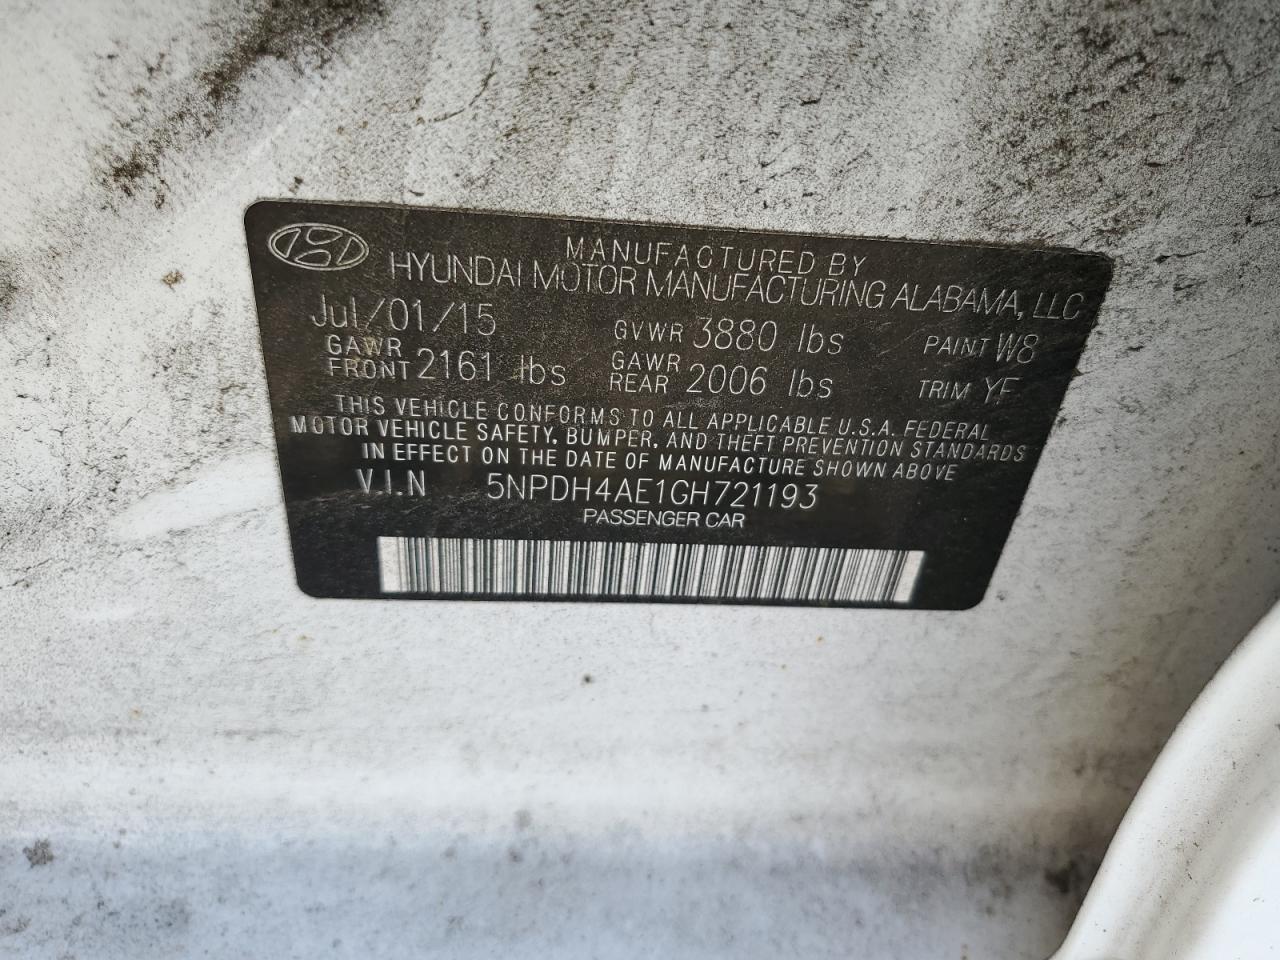 MANUFACTURED BY
HYUNDAI MOTOR MANUFACTURING ALABAMA, LLC
Jul/01/15 GVWR 3880 lbs PAINT W8
GAWR FRONT 2161 lbs GAWR REAR 2006 lbs TRIM YF
THIS VEHICLE CONFORMS TO ALL APPLICABLE U.S.A. FEDERAL
MOTOR VEHICLE SAFETY, BUMPER, AND THEFT PREVENTION STANDARDS
IN EFFECT ON THE DATE OF MANUFACTURE SHOWN ABOVE
V.I.N 5NPDH4AE1GH721193
PASSENGER CAR